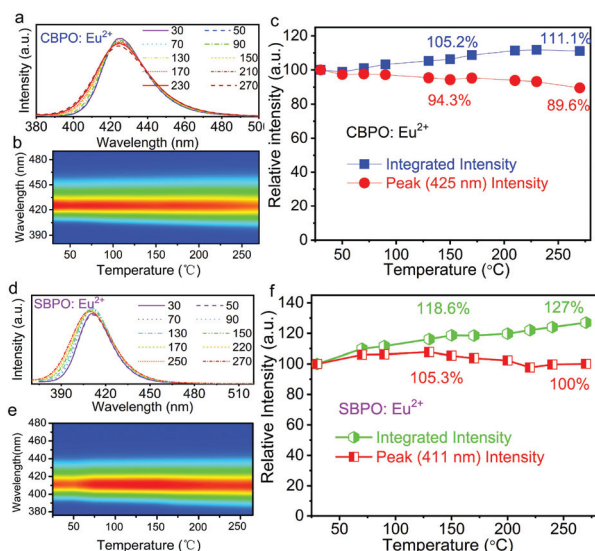 a
CBPO: Eu2+
30 50
70 90
130 150
170 210
230 270
Intensity (a.u.)
380 400 420 440 460 480 500
Wavelength (nm)
b
480
450
420
390
Wavelength (nm)
50 100 150 200 250
Temperature (℃)
c
120
100
80
60
40
20
0
Relative intensity (a.u.)
105.2%
111.1%
94.3%
89.6%
CBPO: Eu2+
Integrated Intensity
Peak (425 nm) Intensity
50 100 150 200 250
Temperature (°C)
d
SBPO: Eu2+
30 50
70 90
130 150
170 220
250 270
Intensity (a.u.)
390 420 450 480 510
Wavelength (nm)
e
480
460
440
420
400
380
Wavelength(nm)
50 100 150 200 250
Temperature (℃)
f
140
120
100
80
60
40
20
0
Relative Intensity (a.u.)
118.6%
127%
105.3%
100%
SBPO: Eu2+
Integrated Intensity
Peak (411 nm) Intensity
50 100 150 200 250
Temperature (°C)